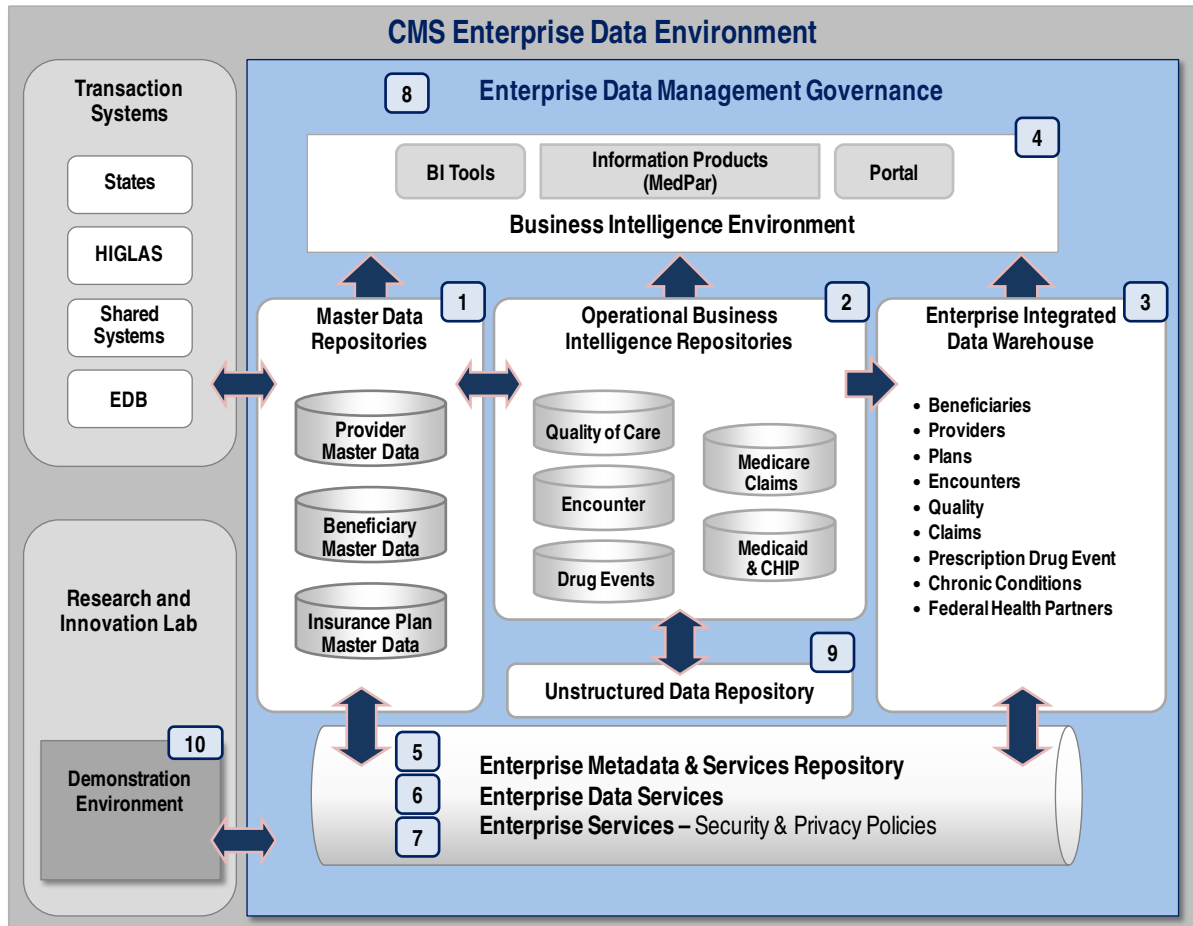 CMS Enterprise Data Environment
Transaction
Systems
States
HIGLAS
Shared
Systems
EDB
Research and
Innovation Lab
10
Demonstration
Environment
8
Enterprise Data Management Governance
4
BI Tools
Information Products
(MedPar)
Portal
Business Intelligence Environment
1
Master Data
Repositories
Provider
Master Data
Beneficiary
Master Data
Insurance Plan
Master Data
2
Operational Business
Intelligence Repositories
Quality of Care
Encounter
Drug Events
Medicare
Claims
Medicaid
& CHIP
3
Enterprise Integrated
Data Warehouse
• Beneficiaries
• Providers
• Plans
• Encounters
• Quality
• Claims
• Prescription Drug Event
• Chronic Conditions
• Federal Health Partners
9
Unstructured Data Repository
5
Enterprise Metadata & Services Repository
6
Enterprise Data Services
7
Enterprise Services – Security & Privacy Policies